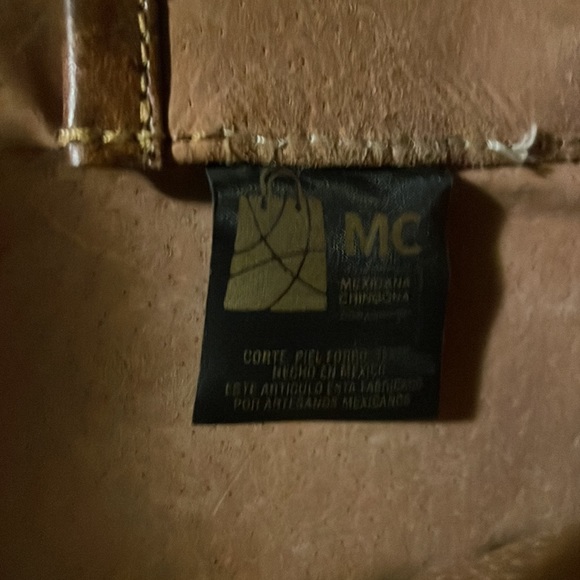 MC
MEXICANA
CHINGONA
CORTE PIEL FORRO
HECHO EN MEXICO
ESTE ARTICULO ESTA FABRICADO
POR ARTESANOS MEXICANOS